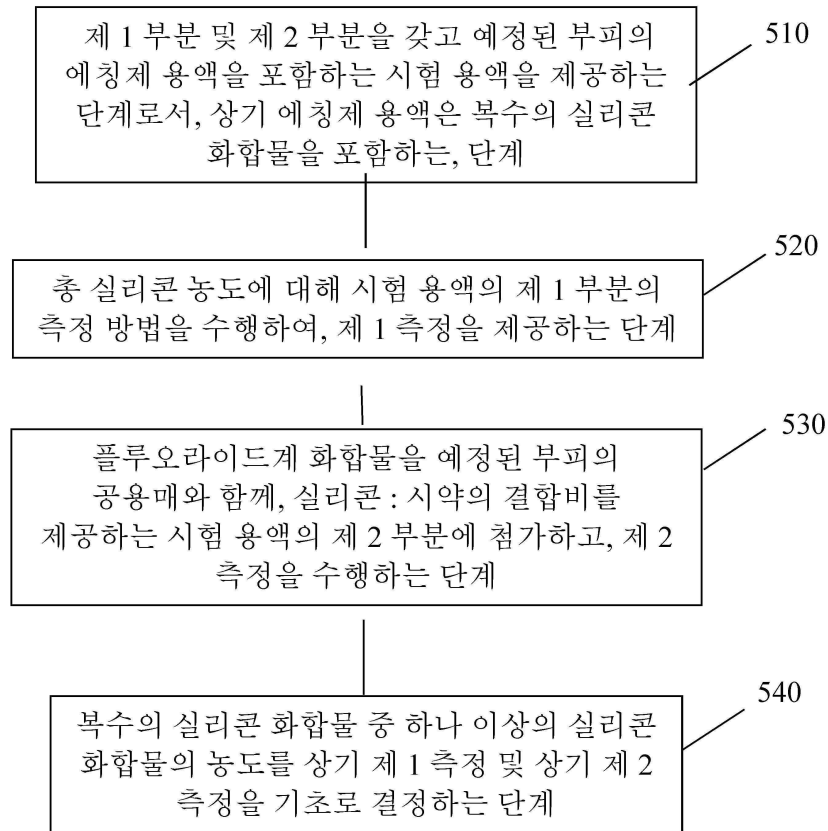 제 1 부분 및 제 2 부분을 갖고 예정된 부피의
에칭제 용액을 포함하는 시험 용액을 제공하는
단계로서, 상기 에칭제 용액은 복수의 실리콘
화합물을 포함하는, 단계
510
총 실리콘 농도에 대해 시험 용액의 제 1 부분의
측정 방법을 수행하여, 제 1 측정을 제공하는 단계
520
플루오라이드계 화합물을 예정된 부피의
공용매와 함께, 실리콘 : 시약의 결합비를
제공하는 시험 용액의 제 2 부분에 첨가하고, 제 2
측정을 수행하는 단계
530
복수의 실리콘 화합물 중 하나 이상의 실리콘
화합물의 농도를 상기 제 1 측정 및 상기 제 2
측정을 기초로 결정하는 단계
540